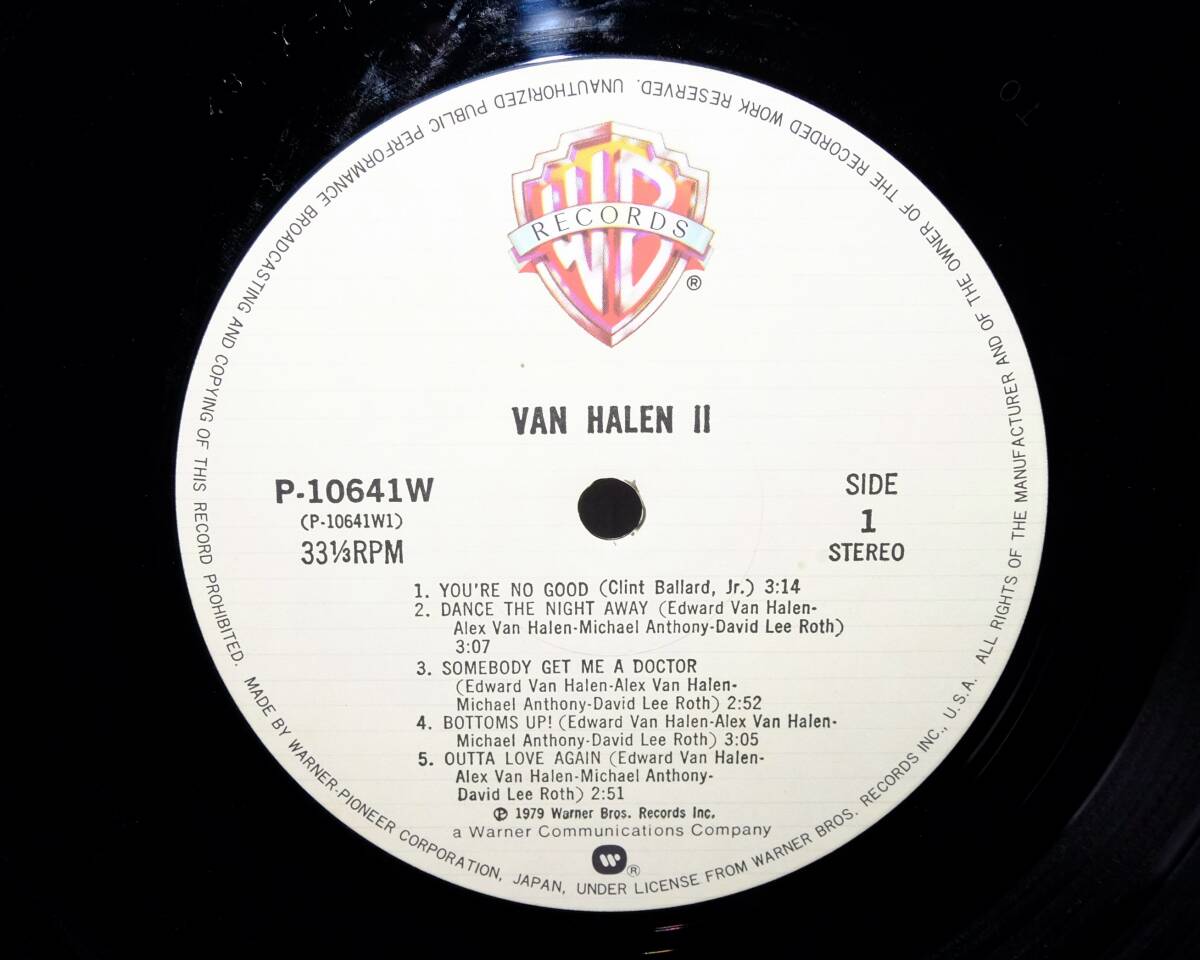 WB
RECORDS
®
VAN HALEN II
P-10641W
(P-10641W1)
33⅓RPM
SIDE
1
STEREO
1. YOU'RE NO GOOD (Clint Ballard, Jr.) 3:14
2. DANCE THE NIGHT AWAY (Edward Van Halen-
Alex Van Halen-Michael Anthony-David Lee Roth)
3:07
3. SOMEBODY GET ME A DOCTOR
(Edward Van Halen-Alex Van Halen-
Michael Anthony-David Lee Roth) 2:52
4. BOTTOMS UP! (Edward Van Halen-Alex Van Halen-
Michael Anthony-David Lee Roth) 3:05
5. OUTTA LOVE AGAIN (Edward Van Halen-
Alex Van Halen-Michael Anthony-
David Lee Roth) 2:51
Ⓟ 1979 Warner Bros. Records Inc.
a Warner Communications Company
®
MADE BY WARNER-PIONEER CORPORATION, JAPAN, UNDER LICENSE FROM WARNER BROS. RECORDS INC., U.S.A. ALL RIGHTS OF THE MANUFACTURER AND OF THE OWNER OF THE RECORDED WORK RESERVED. UNAUTHORIZED PUBLIC PERFORMANCE BROADCASTING AND COPYING OF THIS RECORD PROHIBITED.